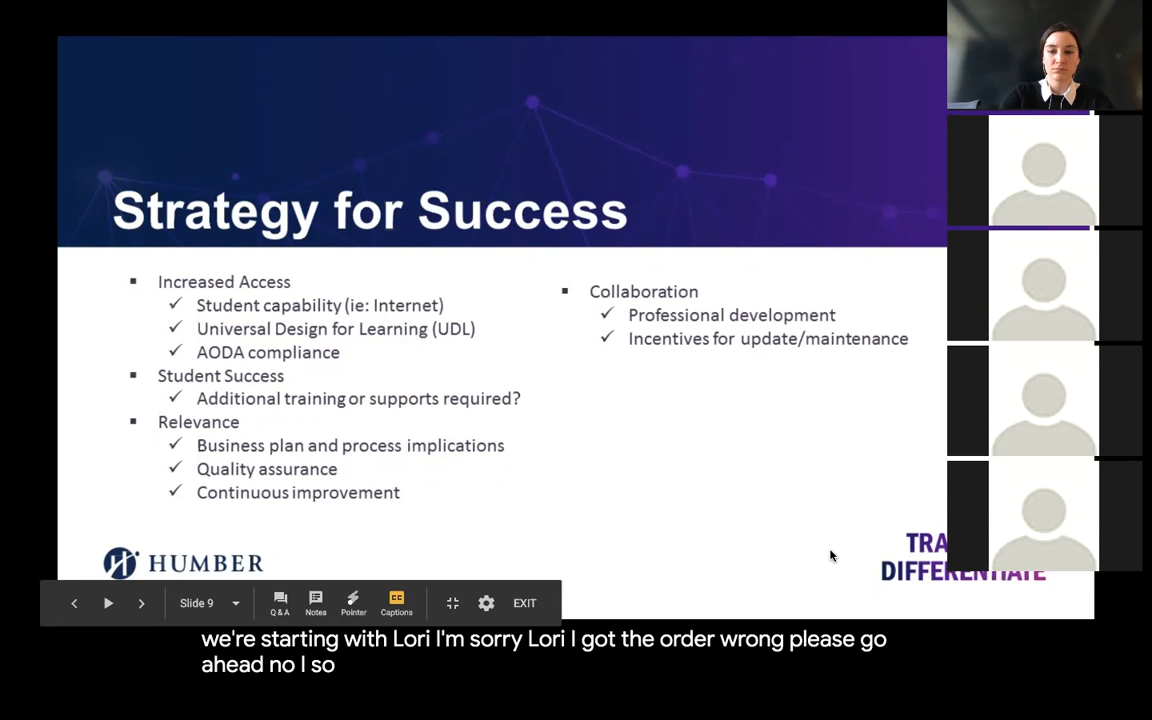 Strategy for Success
Increased Access
Student capability (ie: Internet)
Universal Design for Learning (UDL)
AODA compliance
Student Success
Additional training or supports required?
Relevance
Business plan and process implications
Quality assurance
Continuous improvement
Collaboration
Professional development
Incentives for update/maintenance
HUMBER
TRA
DIFFERENTIATE
Slide 9
Q & A
Notes
Pointer
Captions
EXIT
we're starting with Lori I'm sorry Lori I got the order wrong please go
ahead no I so